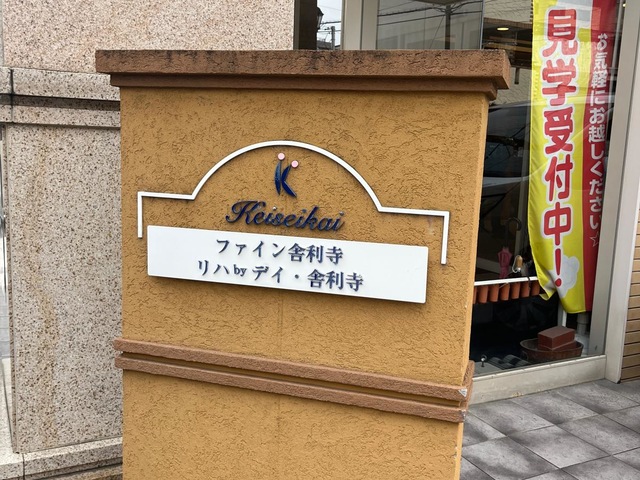 Keiseikai
ファイン舎利寺
リハbyデイ・舎利寺
見学受付中!
お気軽にお越しください☆